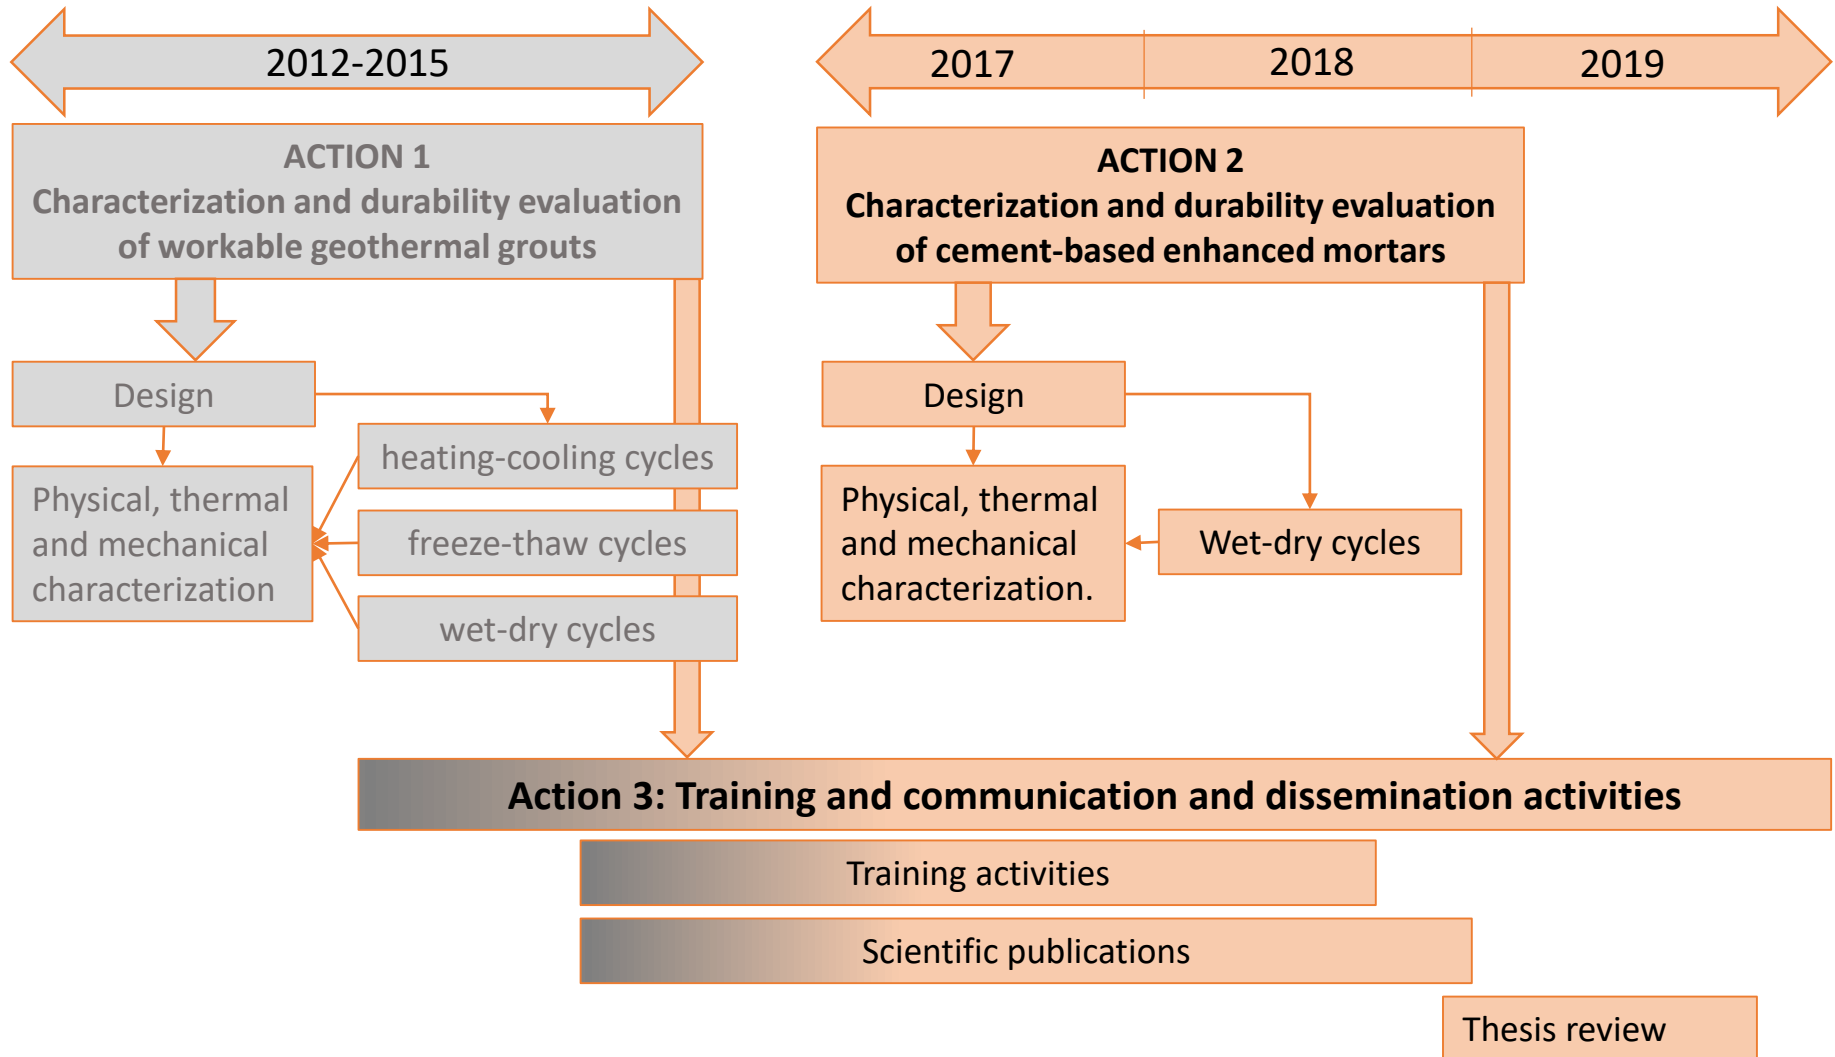 2012-2015
2017
2018
2019
ACTION 1
Characterization and durability evaluation
of workable geothermal grouts
ACTION 2
Characterization and durability evaluation
of cement-based enhanced mortars
Design
heating-cooling cycles
Physical, thermal
and mechanical
characterization
freeze-thaw cycles
wet-dry cycles
Design
Physical, thermal
and mechanical
characterization.
Wet-dry cycles
Action 3: Training and communication and dissemination activities
Training activities
Scientific publications
Thesis review